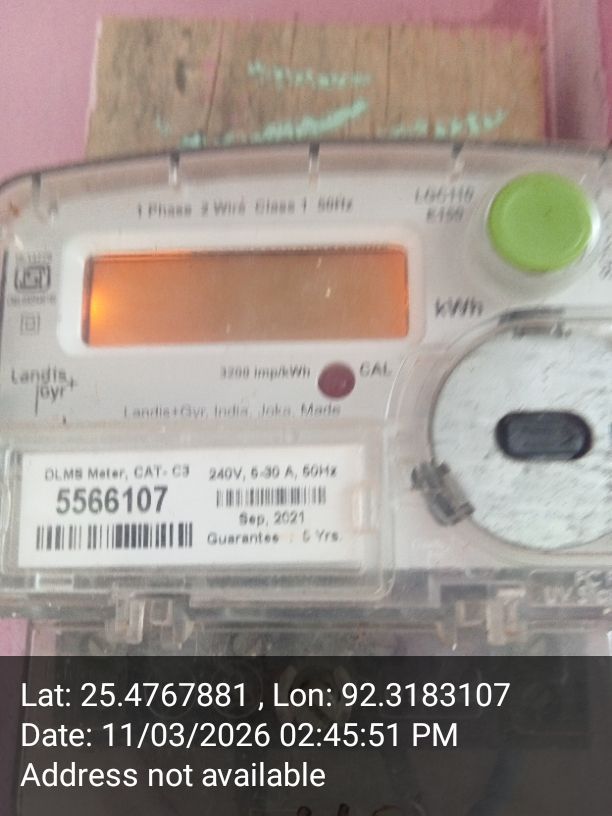 1 Phase 2 Wire Class 1 50Hz
LGC110
E150
kWh
3200 imp/kWh
CAL
Landis
Gyr+
Landis+Gyr, India, Joka, Made
DLMS Meter, CAT- C3
5566107
240V, 5-30 A, 50Hz
Sep, 2021
Guarantee 5 Yrs.
Lat: 25.4767881 , Lon: 92.3183107
Date: 11/03/2026 02:45:51 PM
Address not available